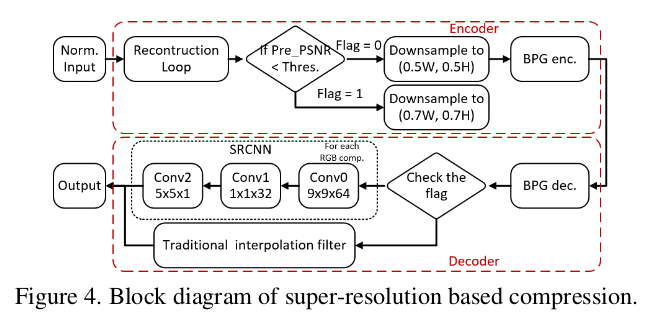 Encoder
Norm.
Input
Recontruction
Loop
If Pre_PSNR
< Thres.
Flag = 0
Downsample to
(0.5W, 0.5H)
BPG enc.
Flag = 1
Downsample to
(0.7W, 0.7H)
SRCNN
For each
RGB comp.
Output
Conv2
5x5x1
Conv1
1x1x32
Conv0
9x9x64
Check the
flag
BPG dec.
Traditional interpolation filter
Decoder
Figure 4. Block diagram of super-resolution based compression.